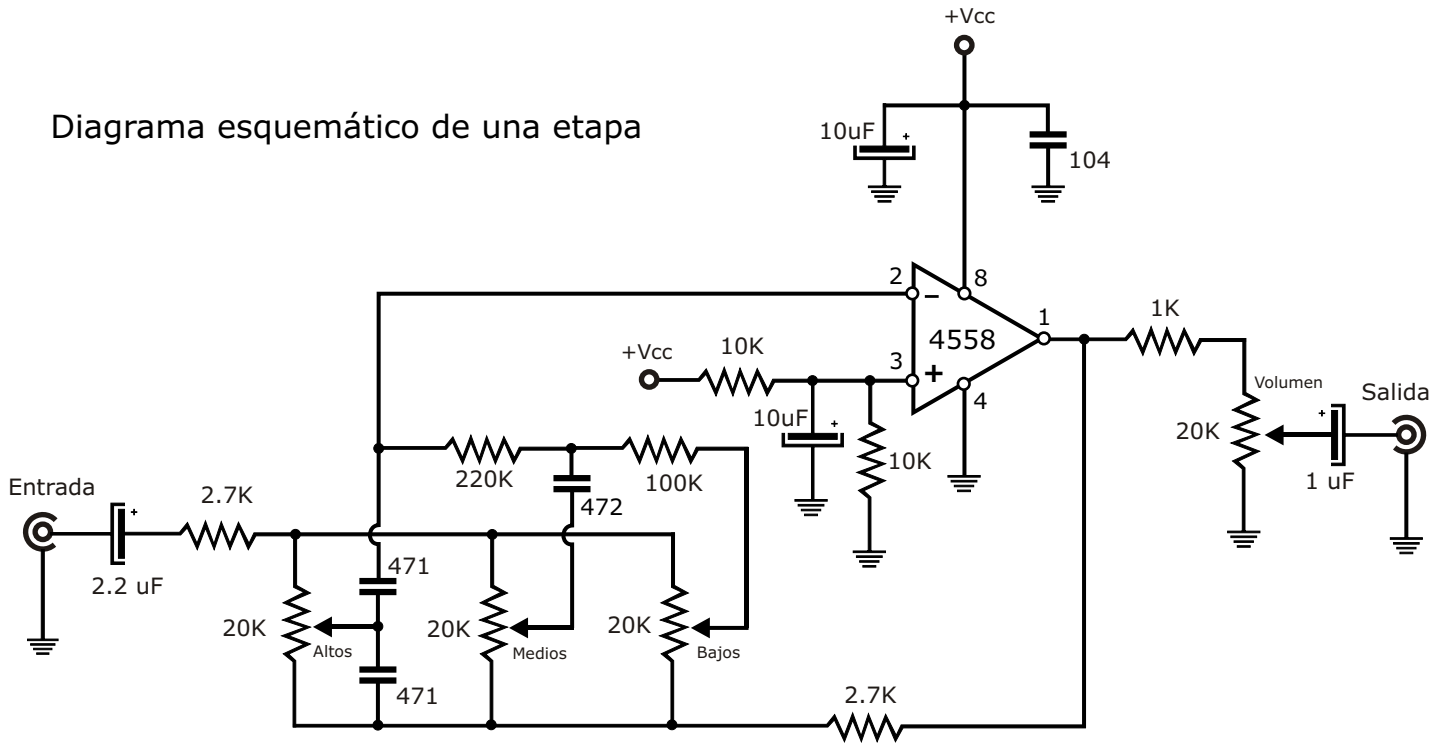 +Vcc
Diagrama esquemático de una etapa
10uF
+
104
2
8
−
1
1K
4558
+Vcc
10K
3
+
4
Volumen
Salida
10uF
+
20K
+
10K
1 uF
220K
100K
472
Entrada
2.7K
+
2.2 uF
471
20K
Altos
20K
Medios
20K
Bajos
471
2.7K